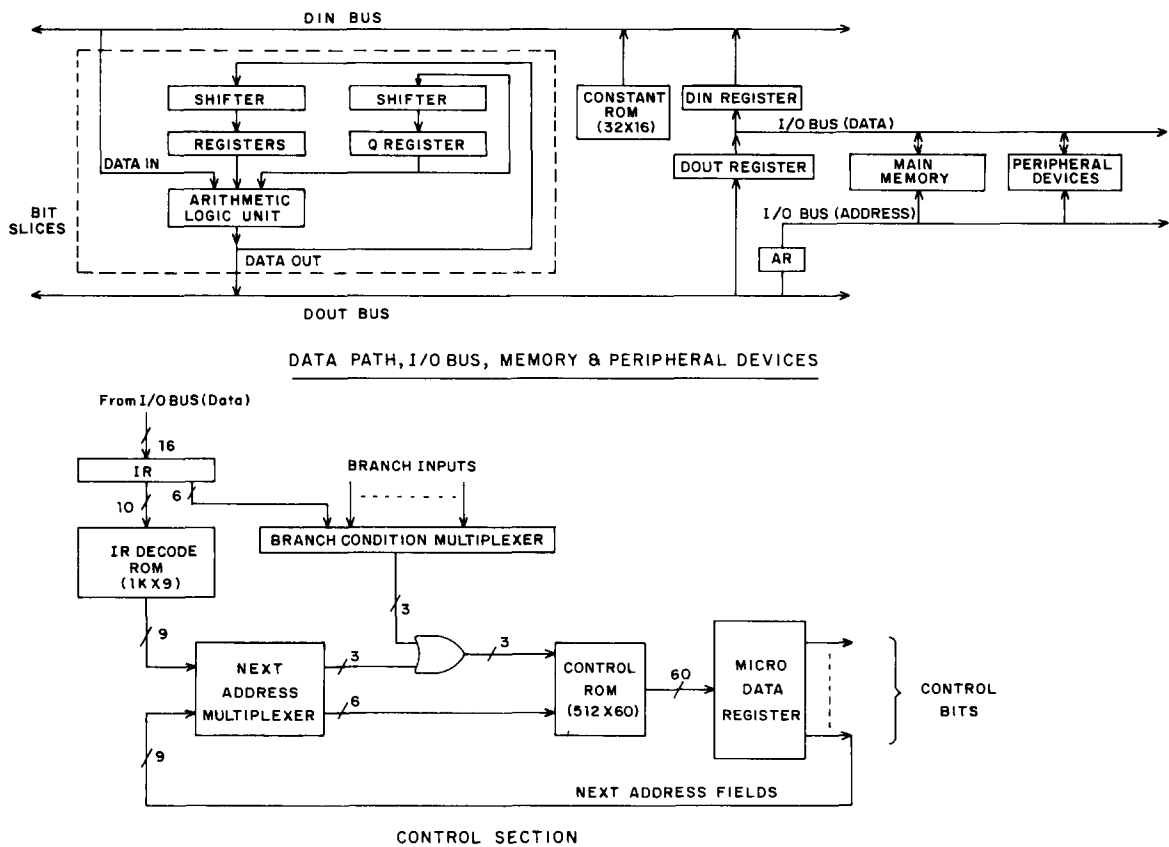 DIN BUS
SHIFTER
SHIFTER
CONSTANT
ROM
(32X16)
DIN REGISTER
I/O BUS (DATA)
REGISTERS
Q REGISTER
DATA IN
DOUT REGISTER
MAIN
MEMORY
PERIPHERAL
DEVICES
ARITHMETIC
LOGIC UNIT
BIT
SLICES
I/O BUS (ADDRESS)
DATA OUT
AR
DOUT BUS
DATA PATH, I/O BUS, MEMORY & PERIPHERAL DEVICES
From I/O BUS (Data)
16
IR
BRANCH INPUTS
10
6
IR DECODE
ROM
(1KX9)
BRANCH CONDITION MULTIPLEXER
3
9
NEXT
ADDRESS
MULTIPLEXER
3
3
6
CONTROL
ROM
(512X60)
60
MICRO
DATA
REGISTER
CONTROL
BITS
9
NEXT ADDRESS FIELDS
CONTROL SECTION